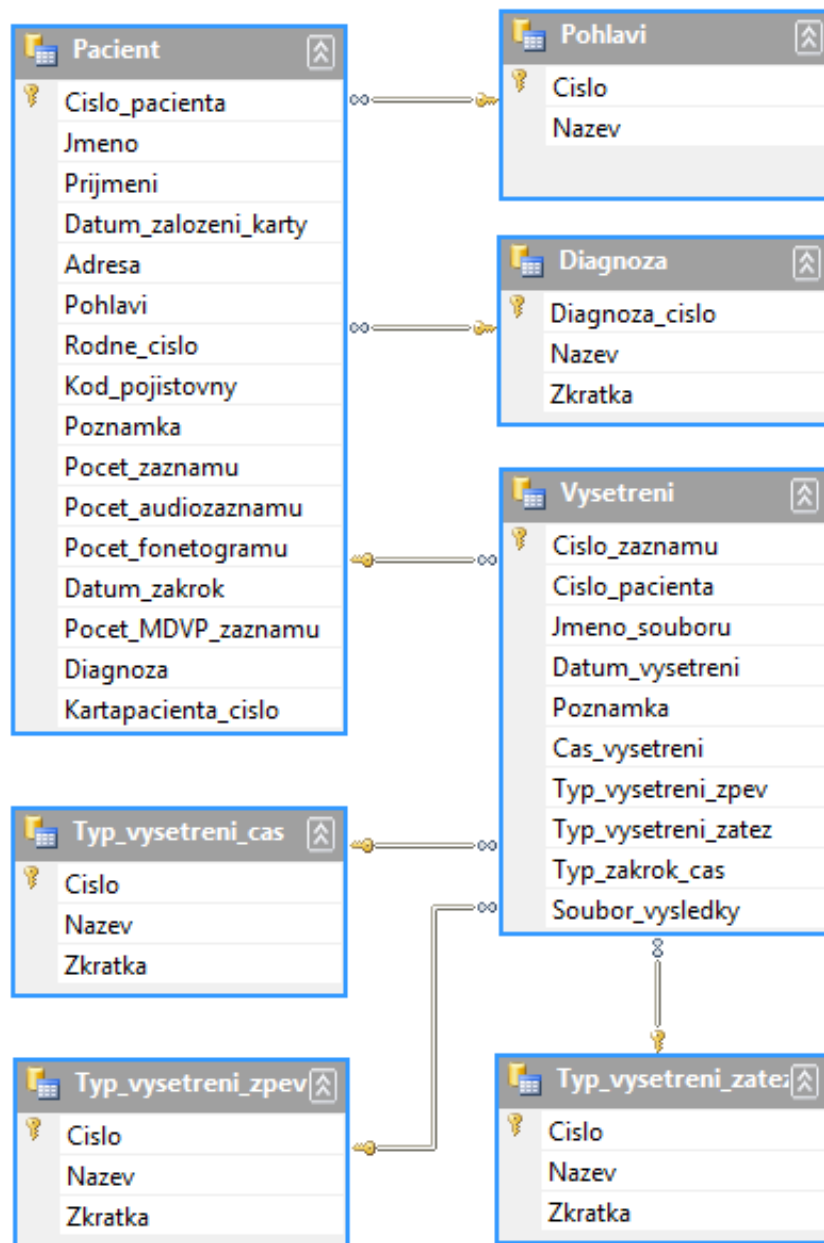 Pacient
Cislo_pacienta
Jmeno
Prijmeni
Datum_zalozeni_karty
Adresa
Pohlavi
Rodne_cislo
Kod_pojistovny
Poznamka
Pocet_zaznamu
Pocet_audiozaznamu
Pocet_fonetogramu
Datum_zakrok
Pocet_MDVP_zaznamu
Diagnoza
Kartapacienta_cislo
Pohlavi
Cislo
Nazev
Diagnoza
Diagnoza_cislo
Nazev
Zkratka
Vysetreni
Cislo_zaznamu
Cislo_pacienta
Jmeno_souboru
Datum_vysetreni
Poznamka
Cas_vysetreni
Typ_vysetreni_zpev
Typ_vysetreni_zatez
Typ_zakrok_cas
Soubor_vysledky
Typ_vysetreni_cas
Cislo
Nazev
Zkratka
Typ_vysetreni_zpev
Cislo
Nazev
Zkratka
Typ_vysetreni_zatez
Cislo
Nazev
Zkratka